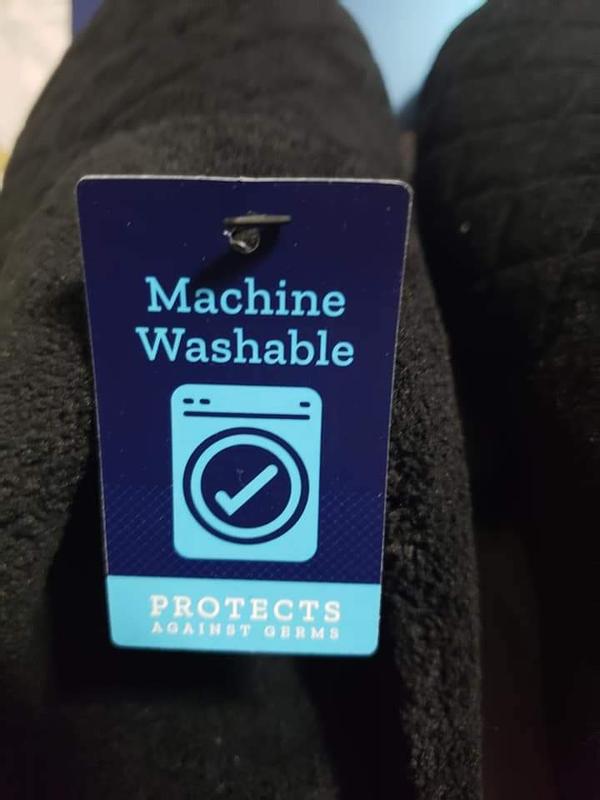 Machine
Washable
PROTECTS
AGAINST GERMS